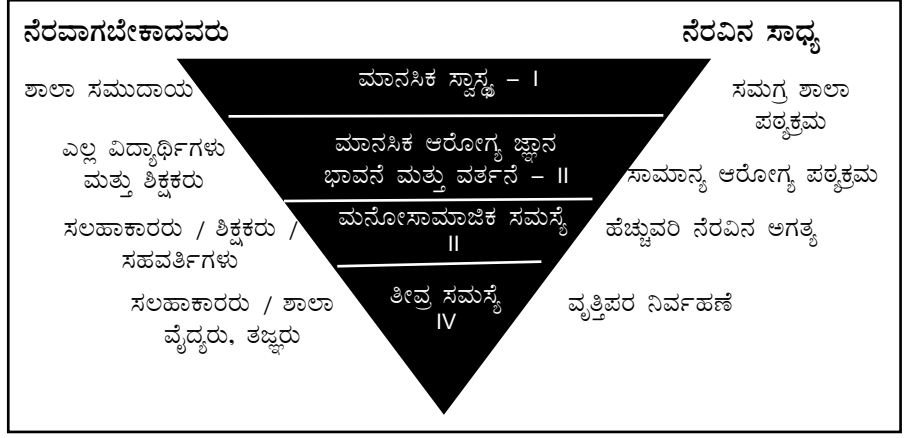 ನೆರವಾಗಬೇಕಾದವರು
ನೆರವಿನ ಸಾಧ್ಯ
ಶಾಲಾ ಸಮುದಾಯ
ಮಾನಸಿಕ ಸ್ವಾಸ್ಥ್ಯ – I
ಸಮಗ್ರ ಶಾಲಾ
ಪಠ್ಯಕ್ರಮ
ಎಲ್ಲ ವಿದ್ಯಾರ್ಥಿಗಳು
ಮತ್ತು ಶಿಕ್ಷಕರು
ಮಾನಸಿಕ ಆರೋಗ್ಯ ಜ್ಞಾನ
ಭಾವನೆ ಮತ್ತು ವರ್ತನೆ – II
ಸಾಮಾನ್ಯ ಆರೋಗ್ಯ ಪಠ್ಯಕ್ರಮ
ಸಲಹಾಕಾರರು / ಶಿಕ್ಷಕರು /
ಸಹವರ್ತಿಗಳು
ಮನೋಸಾಮಾಜಿಕ ಸಮಸ್ಯೆ
II
ಹೆಚ್ಚುವರಿ ನೆರವಿನ ಅಗತ್ಯ
ಸಲಹಾಕಾರರು / ಶಾಲಾ
ವೈದ್ಯರು, ತಜ್ಞರು
ತೀವ್ರ ಸಮಸ್ಯೆ
IV
ವೃತ್ತಿಪರ ನಿರ್ವಹಣೆ